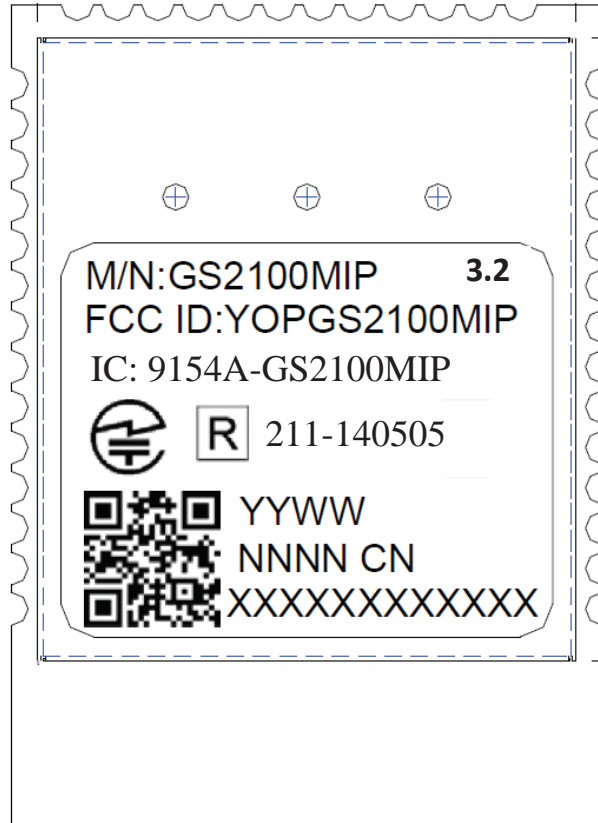 M/N:GS2100MIP 3.2
FCC ID:YOPGS2100MIP
IC: 9154A-GS2100MIP
R 211-140505
YYWW
NNNN CN
XXXXXXXXXXXX